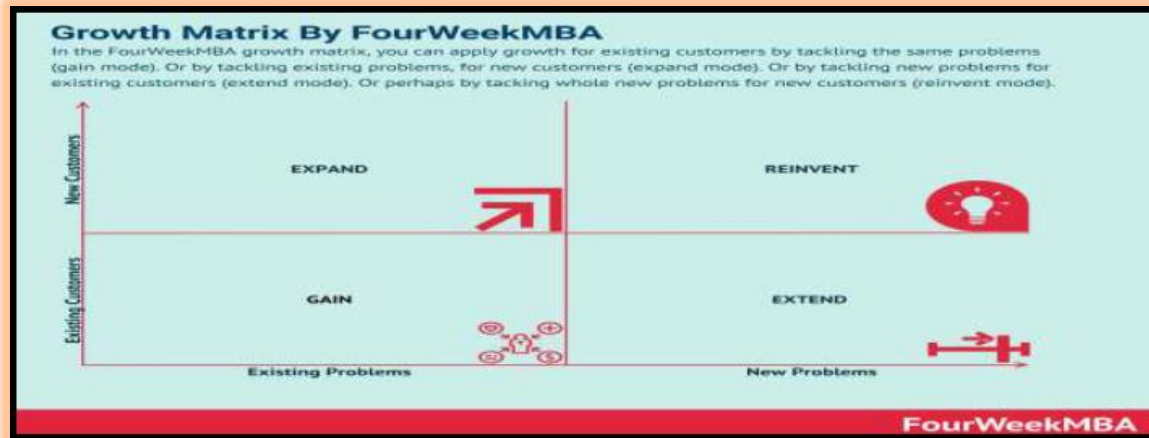 Growth Matrix By FourWeekMBA
In the FourWeekMBA growth matrix, you can apply growth for existing customers by tackling the same problems
(gain mode). Or by tackling existing problems, for new customers (expand mode). Or by tackling new problems for
existing customers (extend mode). Or perhaps by tacking whole new problems for new customers (reinvent mode).
New Customers
EXPAND
REINVENT
Existing Customers
GAIN
EXTEND
Existing Problems
New Problems
FourWeekMBA